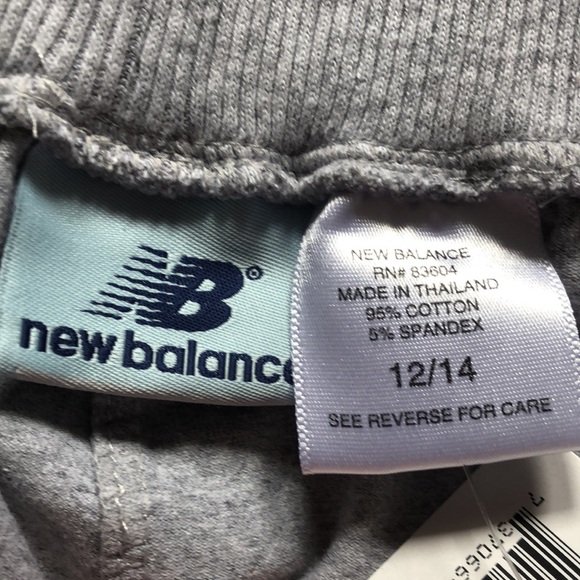 NB®
new balance
NEW BALANCE
RN# 83604
MADE IN THAILAND
95% COTTON
5% SPANDEX
12/14
SEE REVERSE FOR CARE